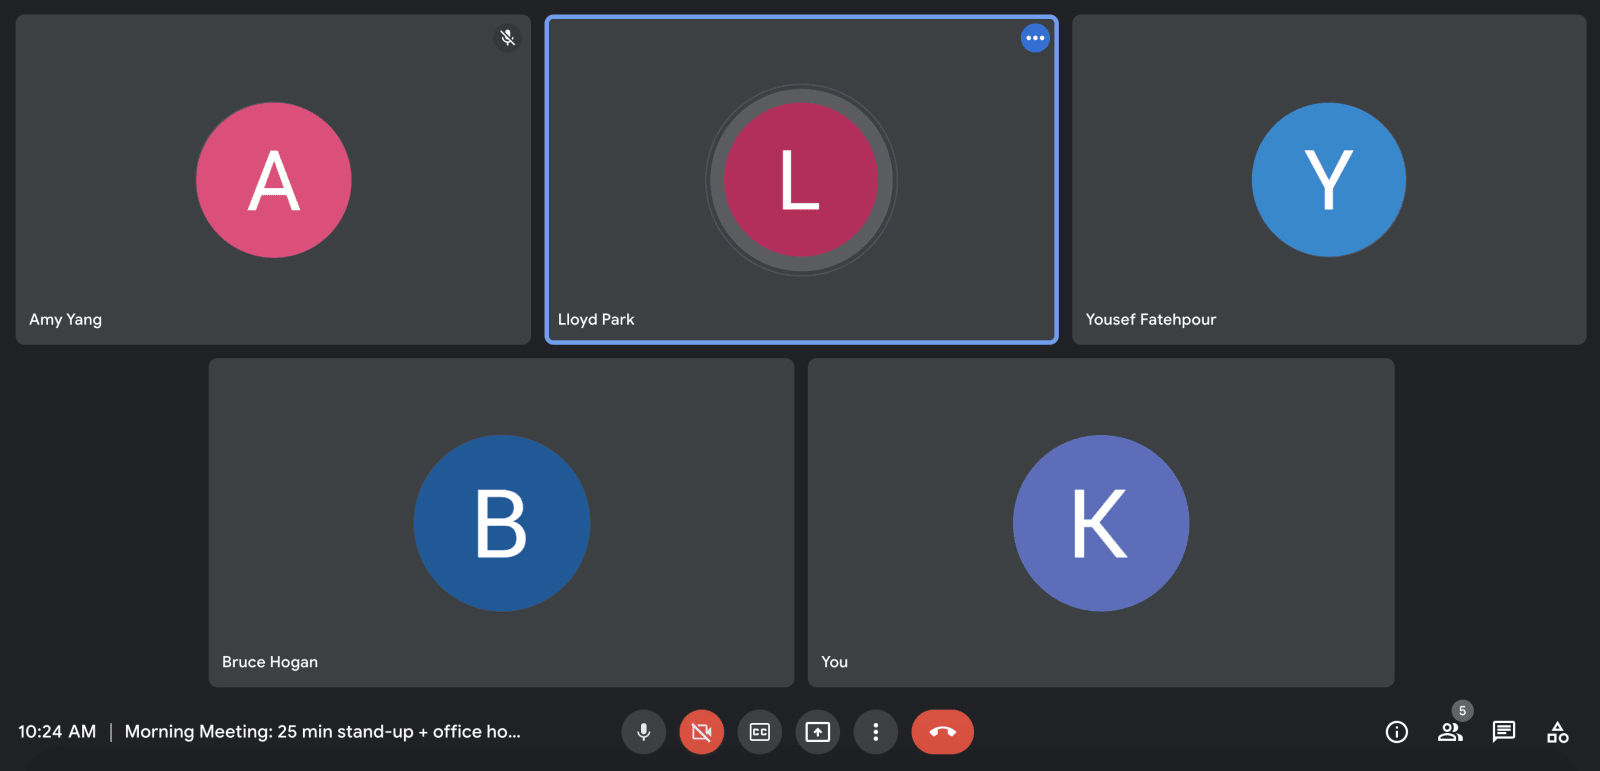 A
L
Y
Amy Yang
Lloyd Park
Yousef Fatehpour
B
K
Bruce Hogan
You
5
10:24 AM | Morning Meeting: 25 min stand-up + office ho...
CC